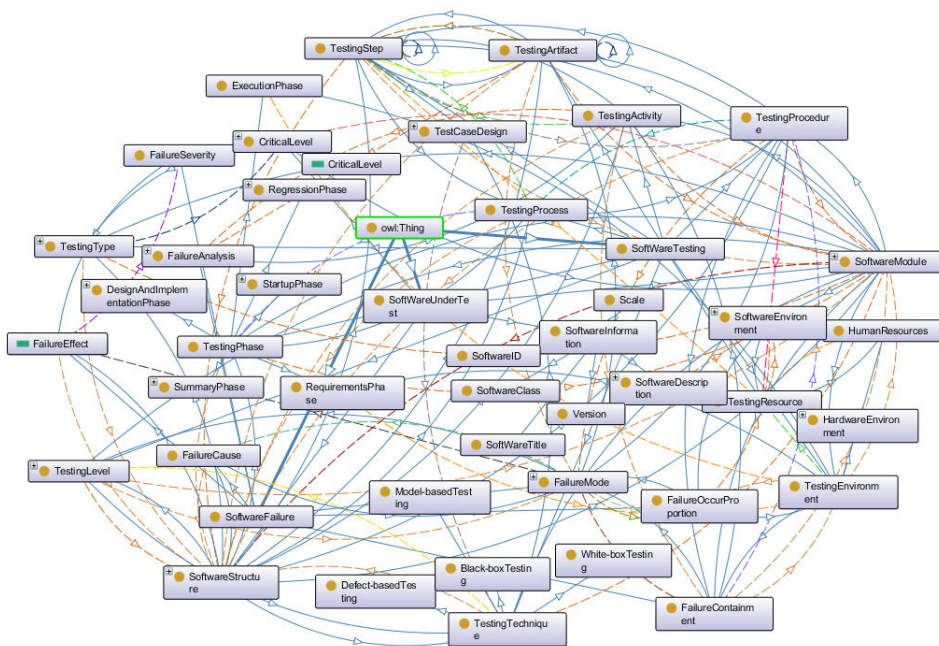 TestingStep
TestingArtifact
ExecutionPhase
TestingActivity
TestingProcedur
e
TestCaseDesign
CriticalLevel
FailureSeverity
CriticalLevel
RegressionPhase
TestingProcess
owl:Thing
TestingType
FailureAnalysis
SoftWareTesting
SoftwareModule
StartupPhase
DesignAndImplem
entationPhase
SoftWareUnderTe
st
Scale
SoftwareEnviron
ment
HumanResources
SoftwareInforma
tion
FailureEffect
TestingPhase
SoftwareID
SummaryPhase
RequirementsPha
se
SoftwareClass
SoftwareDescrip
tion
TestingResource
Version
HardwareEnviron
ment
SoftWareTitle
FailureCause
TestingLevel
FailureMode
Model-basedTest
ing
FailureOccurPro
portion
TestingEnviron
ment
SoftwareFailure
White-boxTestin
g
Black-boxTestin
g
SoftwareStructu
re
Defect-basedTes
ting
FailureContainm
ent
TestingTechniqu
e